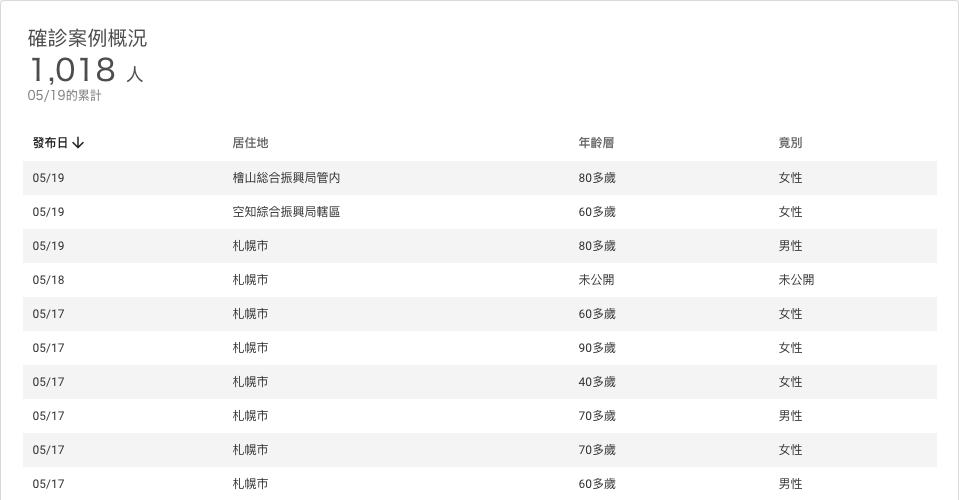 確診案例概況
1,018 人
05/19的累計
發布日↓ 居住地 年齡層 竟別
05/19 檜山総合振興局管內 80多歲 女性
05/19 空知綜合振興局轄區 60多歲 女性
05/19 札幌市 80多歲 男性
05/18 札幌市 未公開 未公開
05/17 札幌市 60多歲 女性
05/17 札幌市 90多歲 女性
05/17 札幌市 40多歲 女性
05/17 札幌市 70多歲 男性
05/17 札幌市 70多歲 女性
05/17 札幌市 60多歲 男性